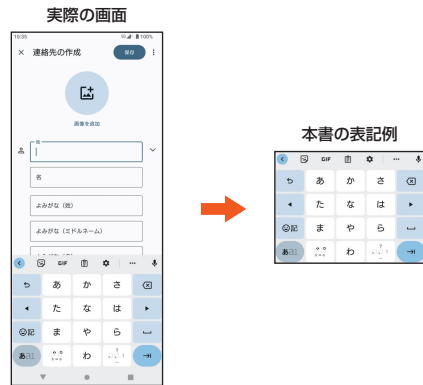 実際の画面
10:35
100%
× 連絡先の作成
保存
画像を追加
姓
名
よみがな (姓)
よみがな (ミドルネーム)
GIF
あ か さ
た な は
記 ま や ら
あa1 わ
本書の表記例
GIF
あ か さ
た な は
記 ま や ら
あa1 わ